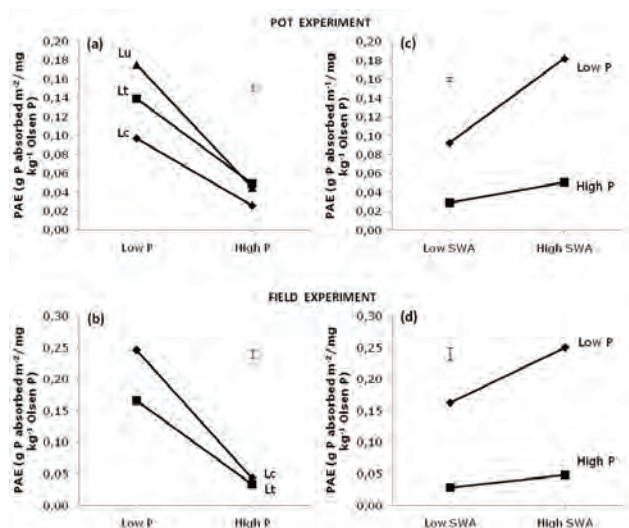 POT EXPERIMENT
(a)
PAE (g P absorbed m⁻²/mg
kg⁻¹ Olsen P)
0,20
0,18
0,16
0,14
0,12
0,10
0,08
0,06
0,04
0,02
0,00
Lu
Lt
Lc
Low P
High P
(c)
PAE (g P absorbed m⁻¹/mg
kg⁻¹ Olsen P)
0,20
0,18
0,16
0,14
0,12
0,10
0,08
0,06
0,04
0,02
0,00
Low P
High P
Low SWA
High SWA
FIELD EXPERIMENT
(b)
PAE (g P absorbed m⁻²/mg
kg⁻¹ Olsen P)
0,30
0,25
0,20
0,15
0,10
0,05
0,00
Lc
Lt
Low P
High P
(d)
PAE (g P absorbed m⁻²/mg
kg⁻¹ Olsen P)
0,30
0,25
0,20
0,15
0,10
0,05
0,00
Low P
High P
Low SWA
High SWA